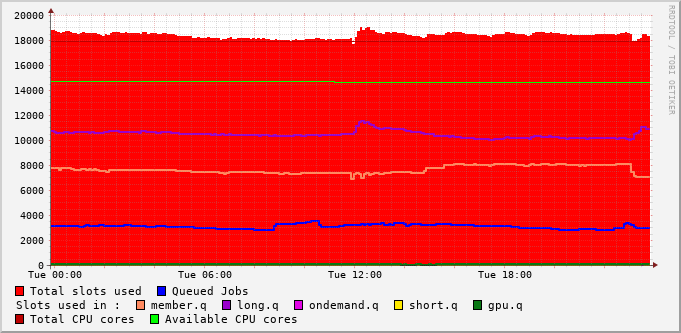 20000
18000
16000
14000
12000
10000
8000
6000
4000
2000
0
Tue 00:00 Tue 06:00 Tue 12:00 Tue 18:00
Total slots used Queued Jobs
Slots used in : member.q long.q ondemand.q short.q gpu.q
Total CPU cores Available CPU cores
RRDTOOL / TOBI OETIKER